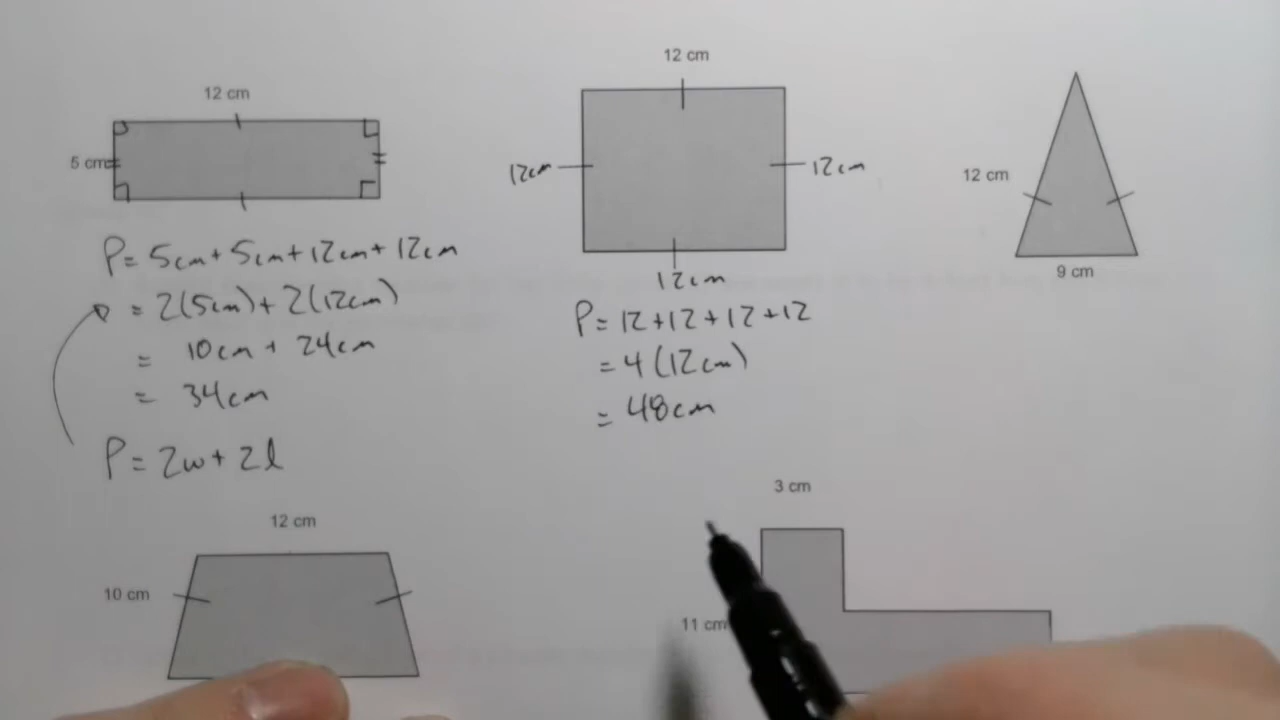 12 cm
5 cm
P = 5cm + 5cm + 12cm + 12cm
= 2(5cm) + 2(12cm)
= 10cm + 24cm
= 34cm
P = 2w + 2l
12 cm
12cm
12cm
12cm
P = 12 + 12 + 12 + 12
= 4(12cm)
= 48cm
12 cm
9 cm
12 cm
10 cm
3 cm
11 cm